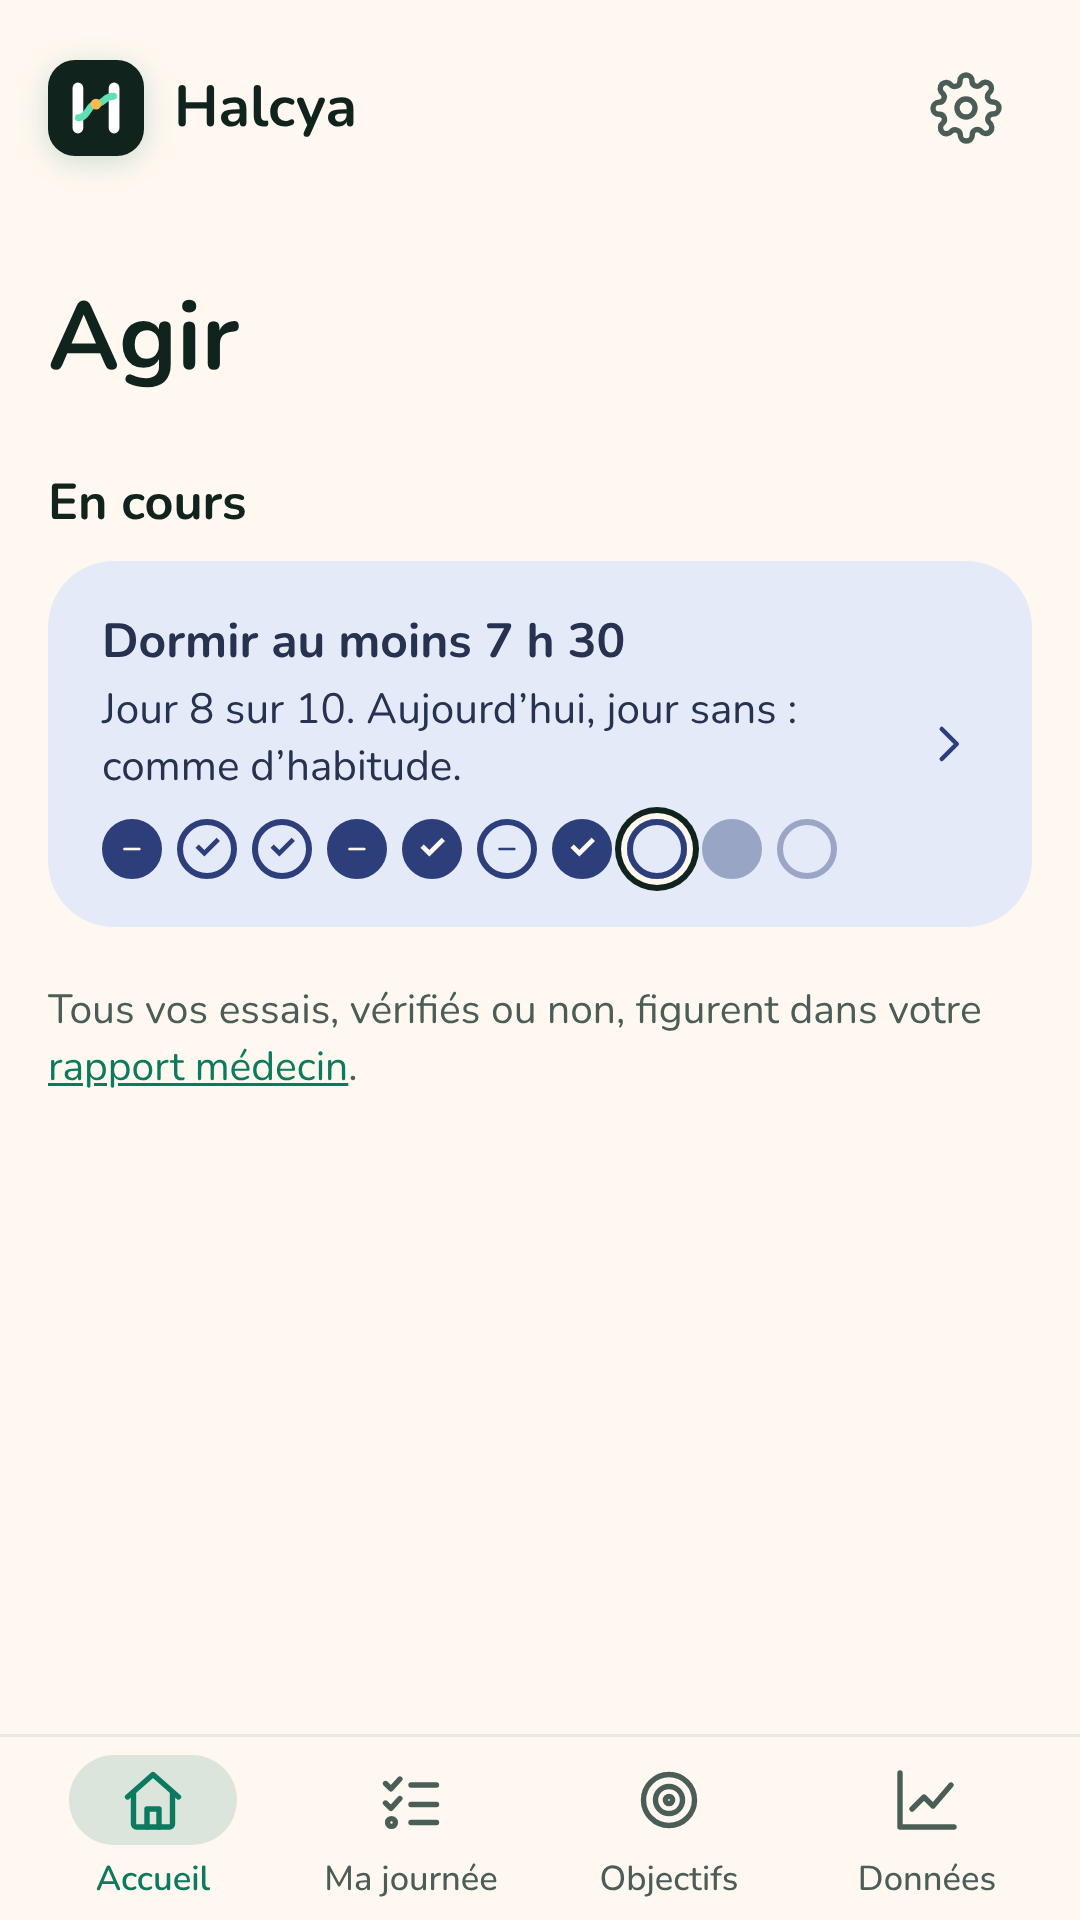 Halcya
Agir
En cours
Dormir au moins 7 h 30
Jour 8 sur 10. Aujourd’hui, jour sans :
comme d’habitude.
Tous vos essais, vérifiés ou non, figurent dans votre
rapport médecin.
Accueil
Ma journée
Objectifs
Données